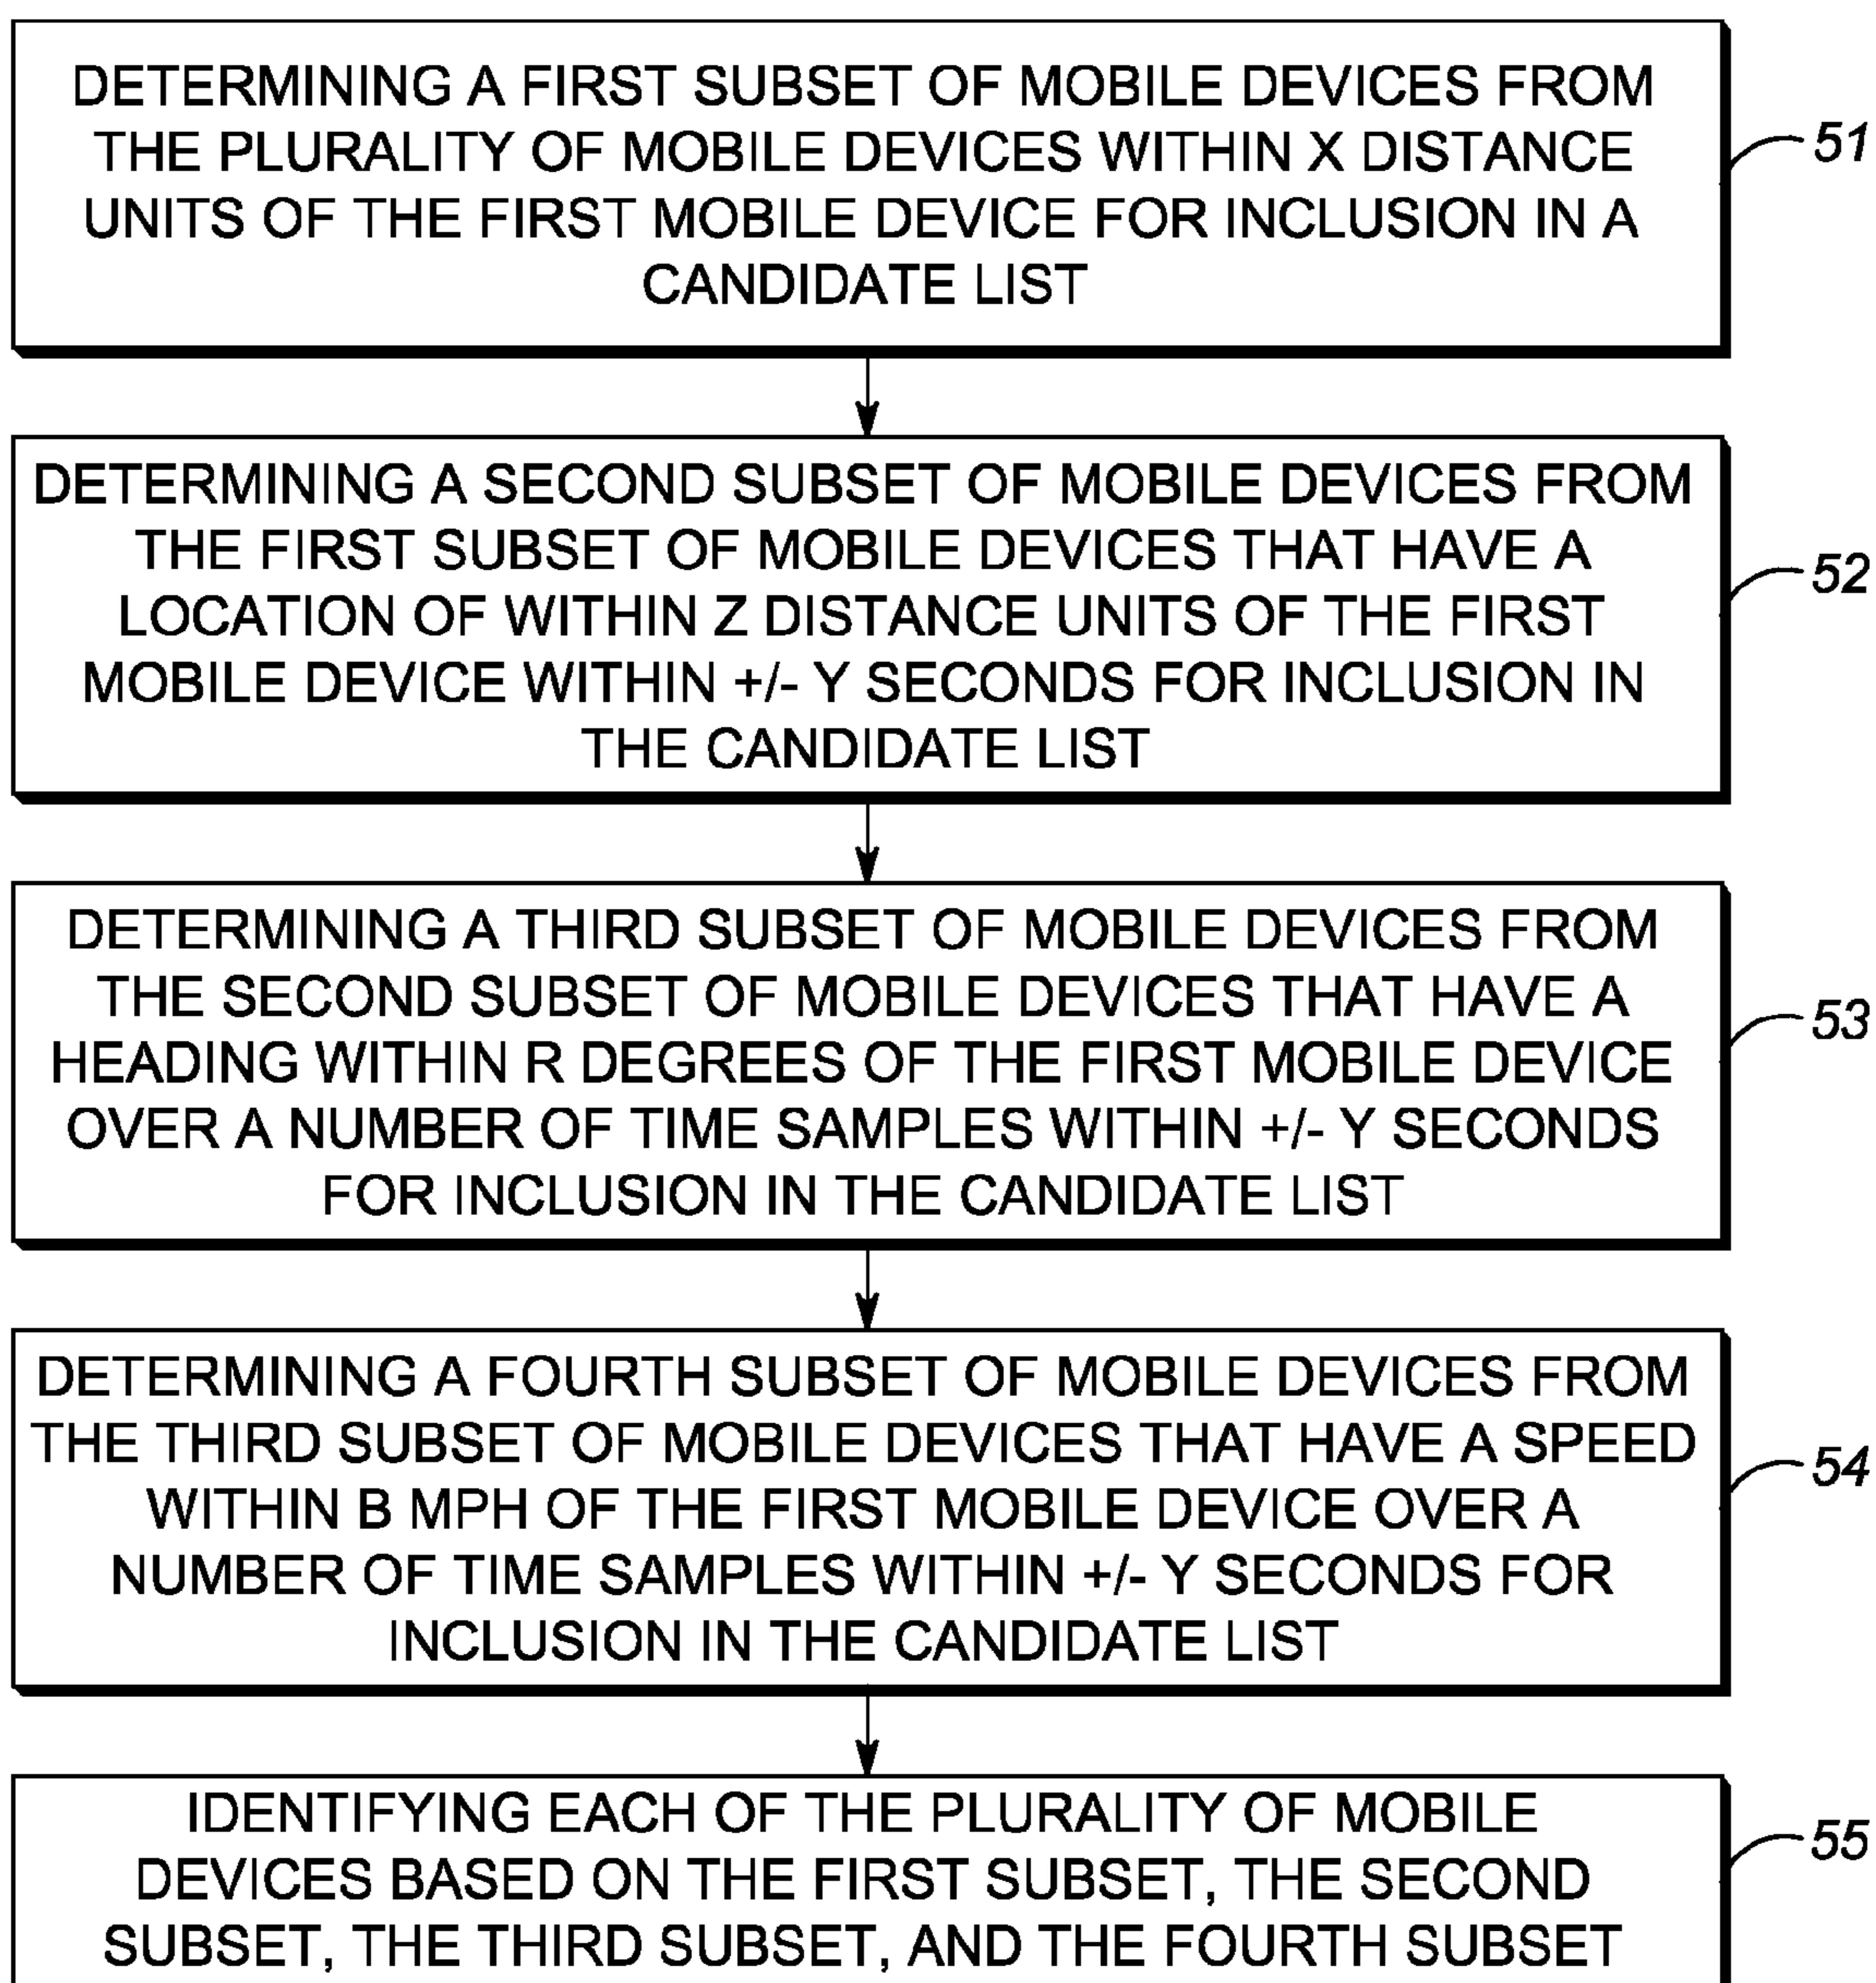 DETERMINING A FIRST SUBSET OF MOBILE DEVICES FROM
THE PLURALITY OF MOBILE DEVICES WITHIN X DISTANCE
UNITS OF THE FIRST MOBILE DEVICE FOR INCLUSION IN A
CANDIDATE LIST
51
DETERMINING A SECOND SUBSET OF MOBILE DEVICES FROM
THE FIRST SUBSET OF MOBILE DEVICES THAT HAVE A
LOCATION OF WITHIN Z DISTANCE UNITS OF THE FIRST
MOBILE DEVICE WITHIN +/- Y SECONDS FOR INCLUSION IN
THE CANDIDATE LIST
52
DETERMINING A THIRD SUBSET OF MOBILE DEVICES FROM
THE SECOND SUBSET OF MOBILE DEVICES THAT HAVE A
HEADING WITHIN R DEGREES OF THE FIRST MOBILE DEVICE
OVER A NUMBER OF TIME SAMPLES WITHIN +/- Y SECONDS
FOR INCLUSION IN THE CANDIDATE LIST
53
DETERMINING A FOURTH SUBSET OF MOBILE DEVICES FROM
THE THIRD SUBSET OF MOBILE DEVICES THAT HAVE A SPEED
WITHIN B MPH OF THE FIRST MOBILE DEVICE OVER A
NUMBER OF TIME SAMPLES WITHIN +/- Y SECONDS FOR
INCLUSION IN THE CANDIDATE LIST
54
IDENTIFYING EACH OF THE PLURALITY OF MOBILE
DEVICES BASED ON THE FIRST SUBSET, THE SECOND
SUBSET, THE THIRD SUBSET, AND THE FOURTH SUBSET
55